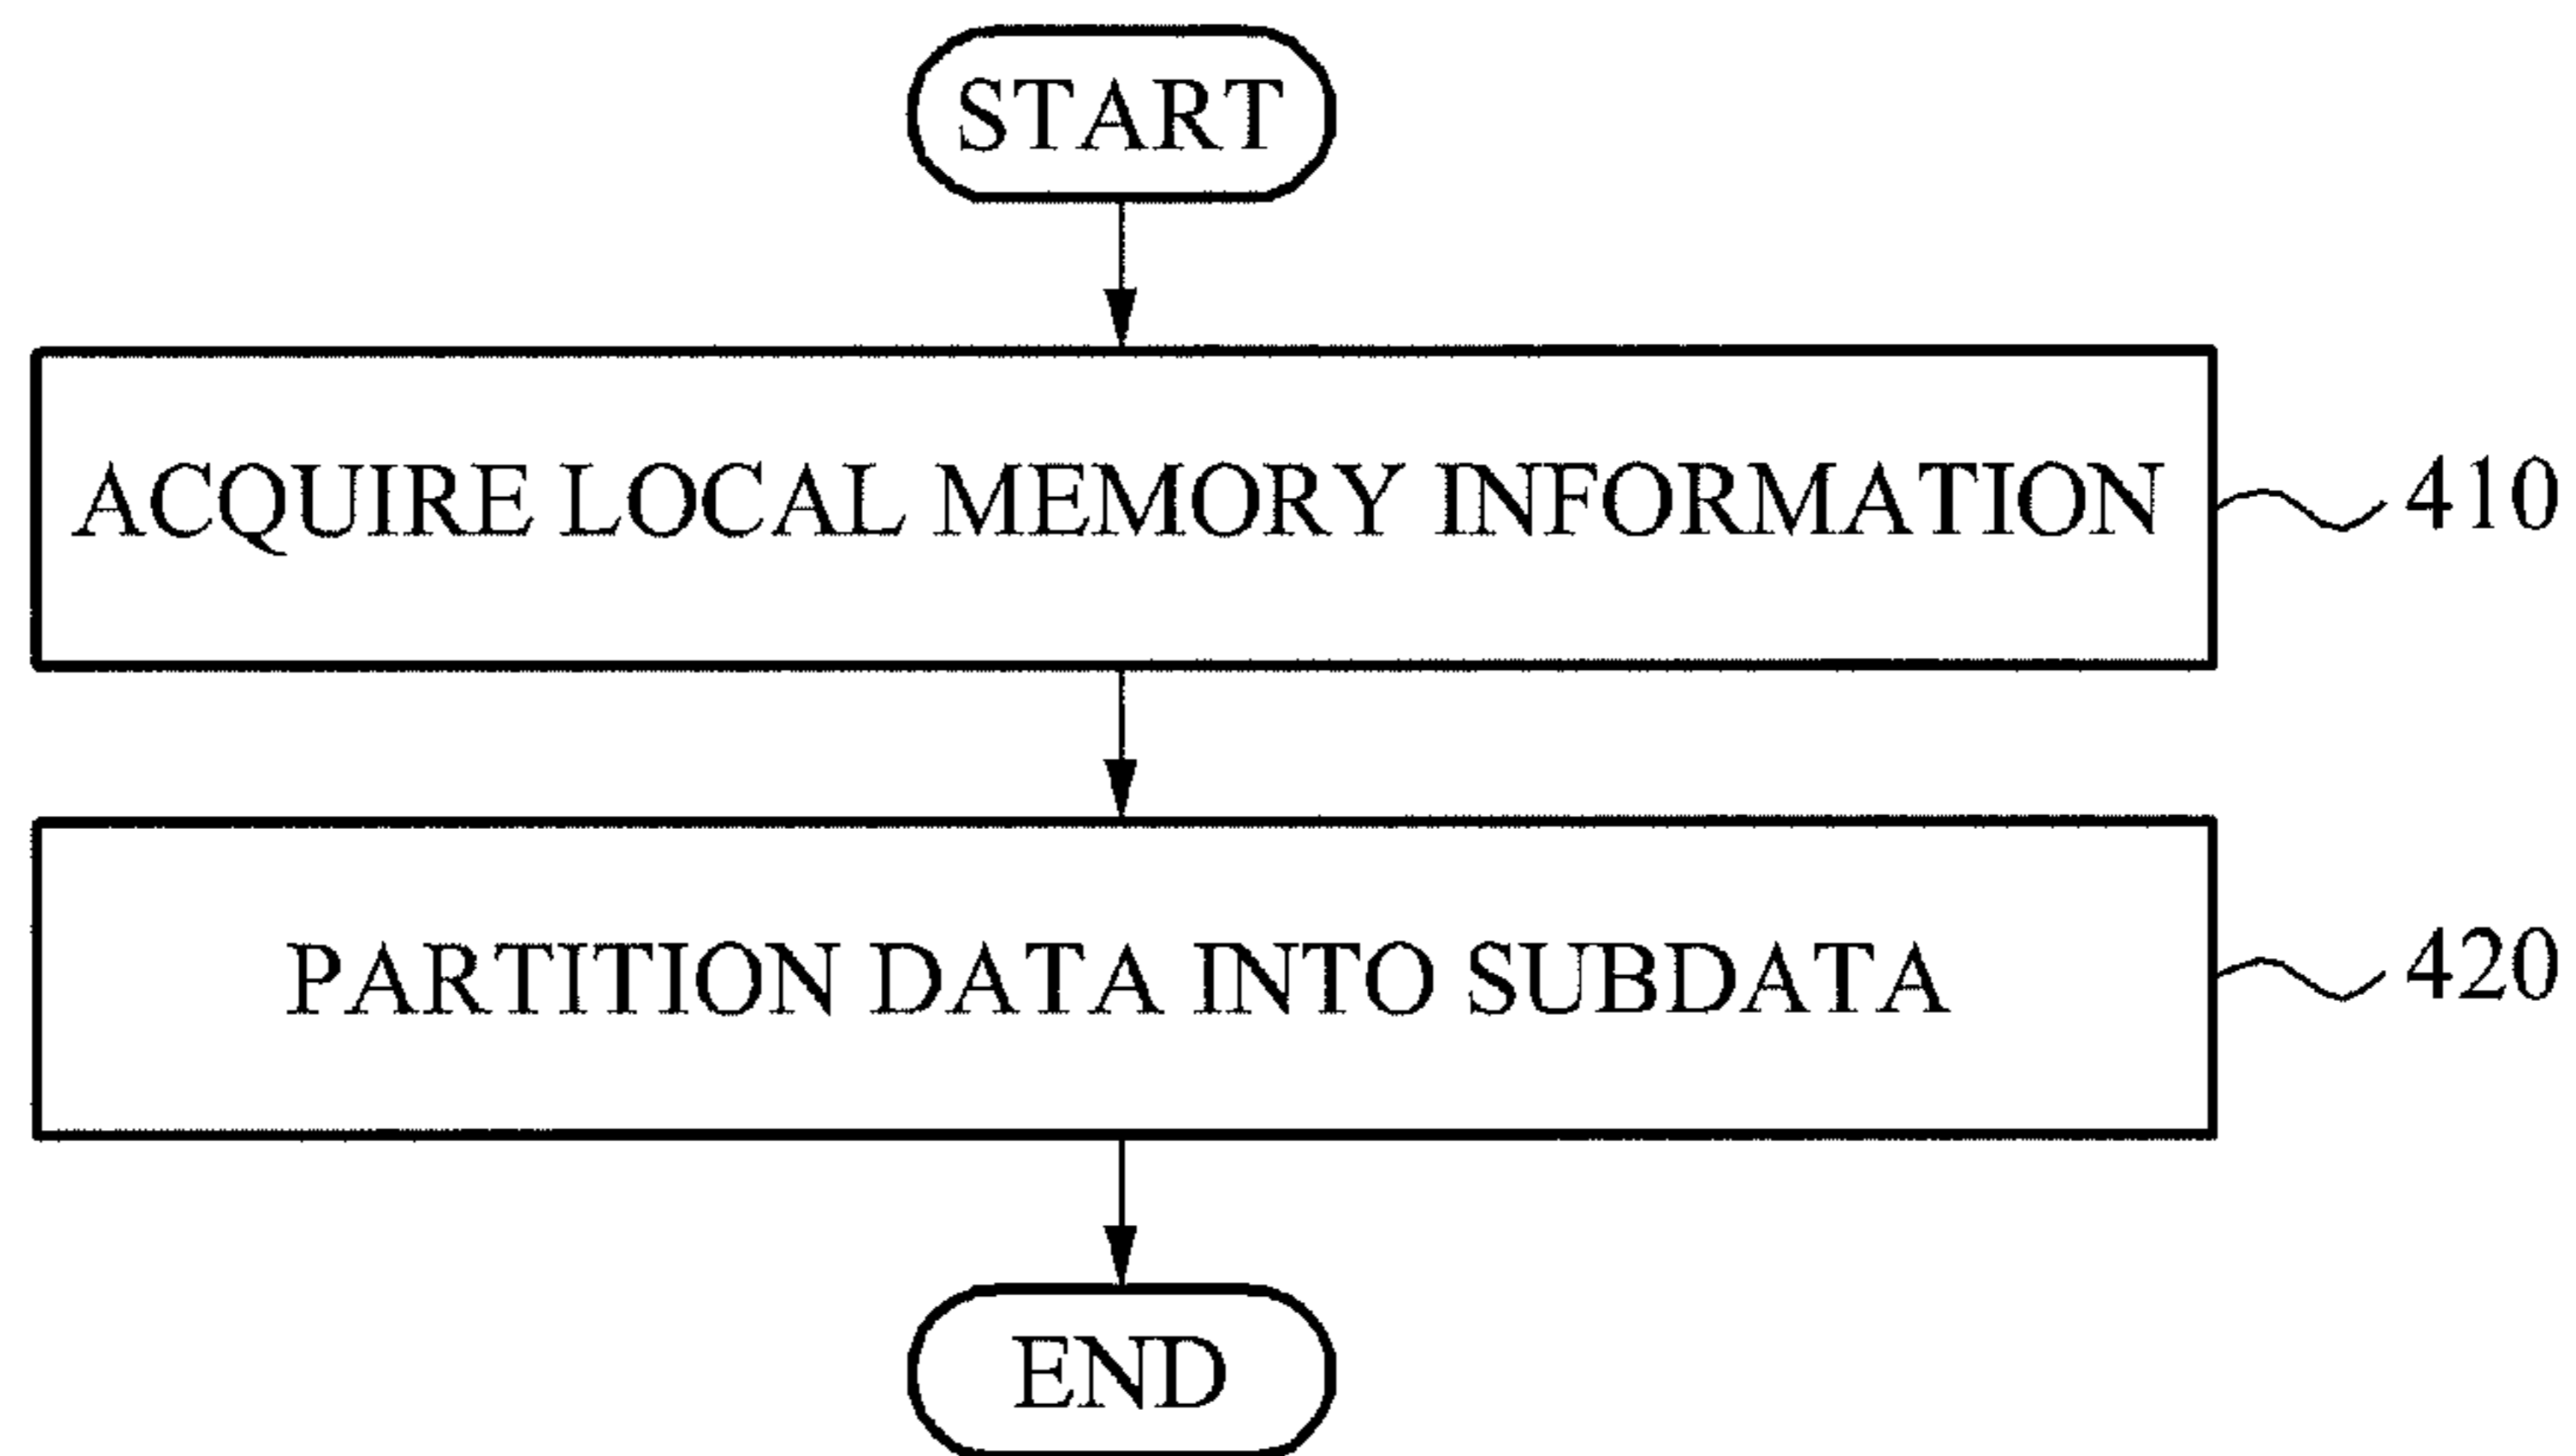 START
ACQUIRE LOCAL MEMORY INFORMATION
410
PARTITION DATA INTO SUBDATA
420
END